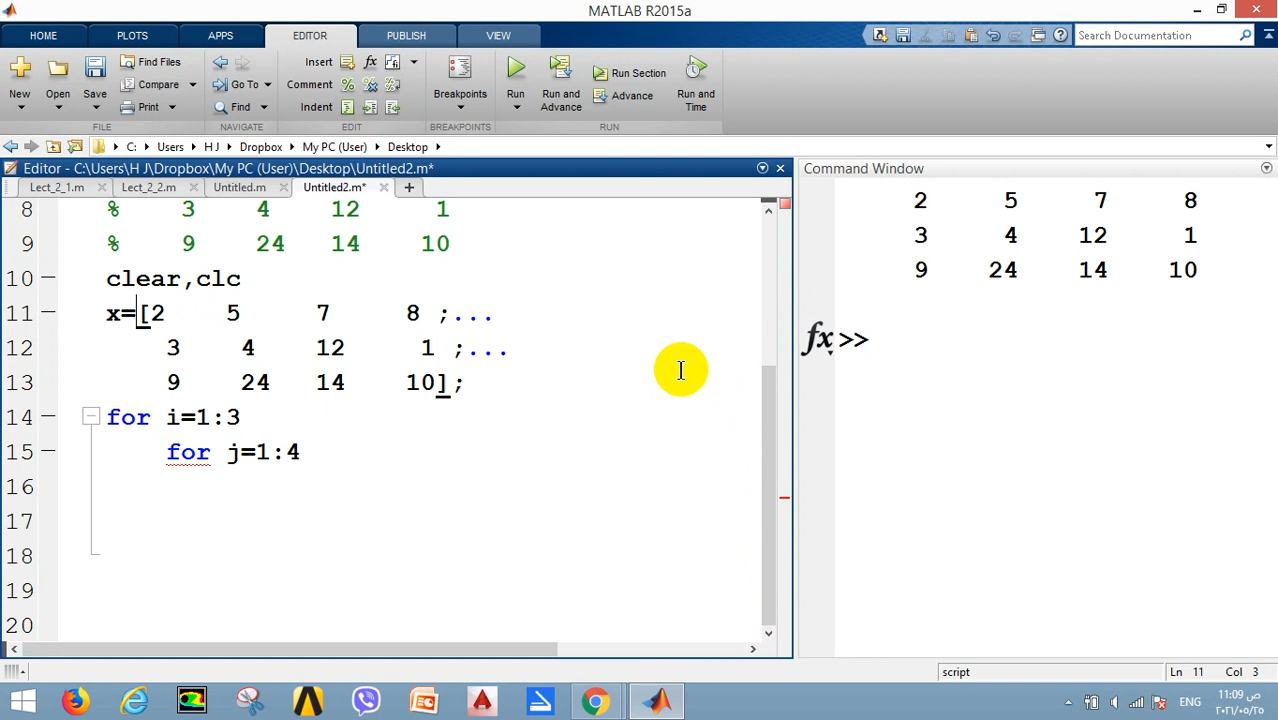 MATLAB R2015a
HOME PLOTS APPS EDITOR PUBLISH VIEW Search Documentation
New Open Save Find Files Compare Print
Go To Find
Insert fx Comment Indent
Breakpoints
Run Run and Advance Run Section Advance Run and Time
FILE NAVIGATE EDIT BREAKPOINTS RUN
C: Users H J Dropbox My PC (User) Desktop
Editor - C:\Users\H J\Dropbox\My PC (User)\Desktop\Untitled2.m*
Lect_2_1.m Lect_2_2.m Untitled.m Untitled2.m*
8 % 3 4 12 1
9 % 9 24 14 10
10 clear,clc
11 x=[2 5 7 8 ;...
12 3 4 12 1 ;...
13 9 24 14 10];
14 for i=1:3
15 for j=1:4
16
17
18
19
20
Command Window
2 5 7 8
3 4 12 1
9 24 14 10
fx >>
script Ln 11 Col 3
ENG
11:09 ص
٢٠٢١/٠٥/٢٥